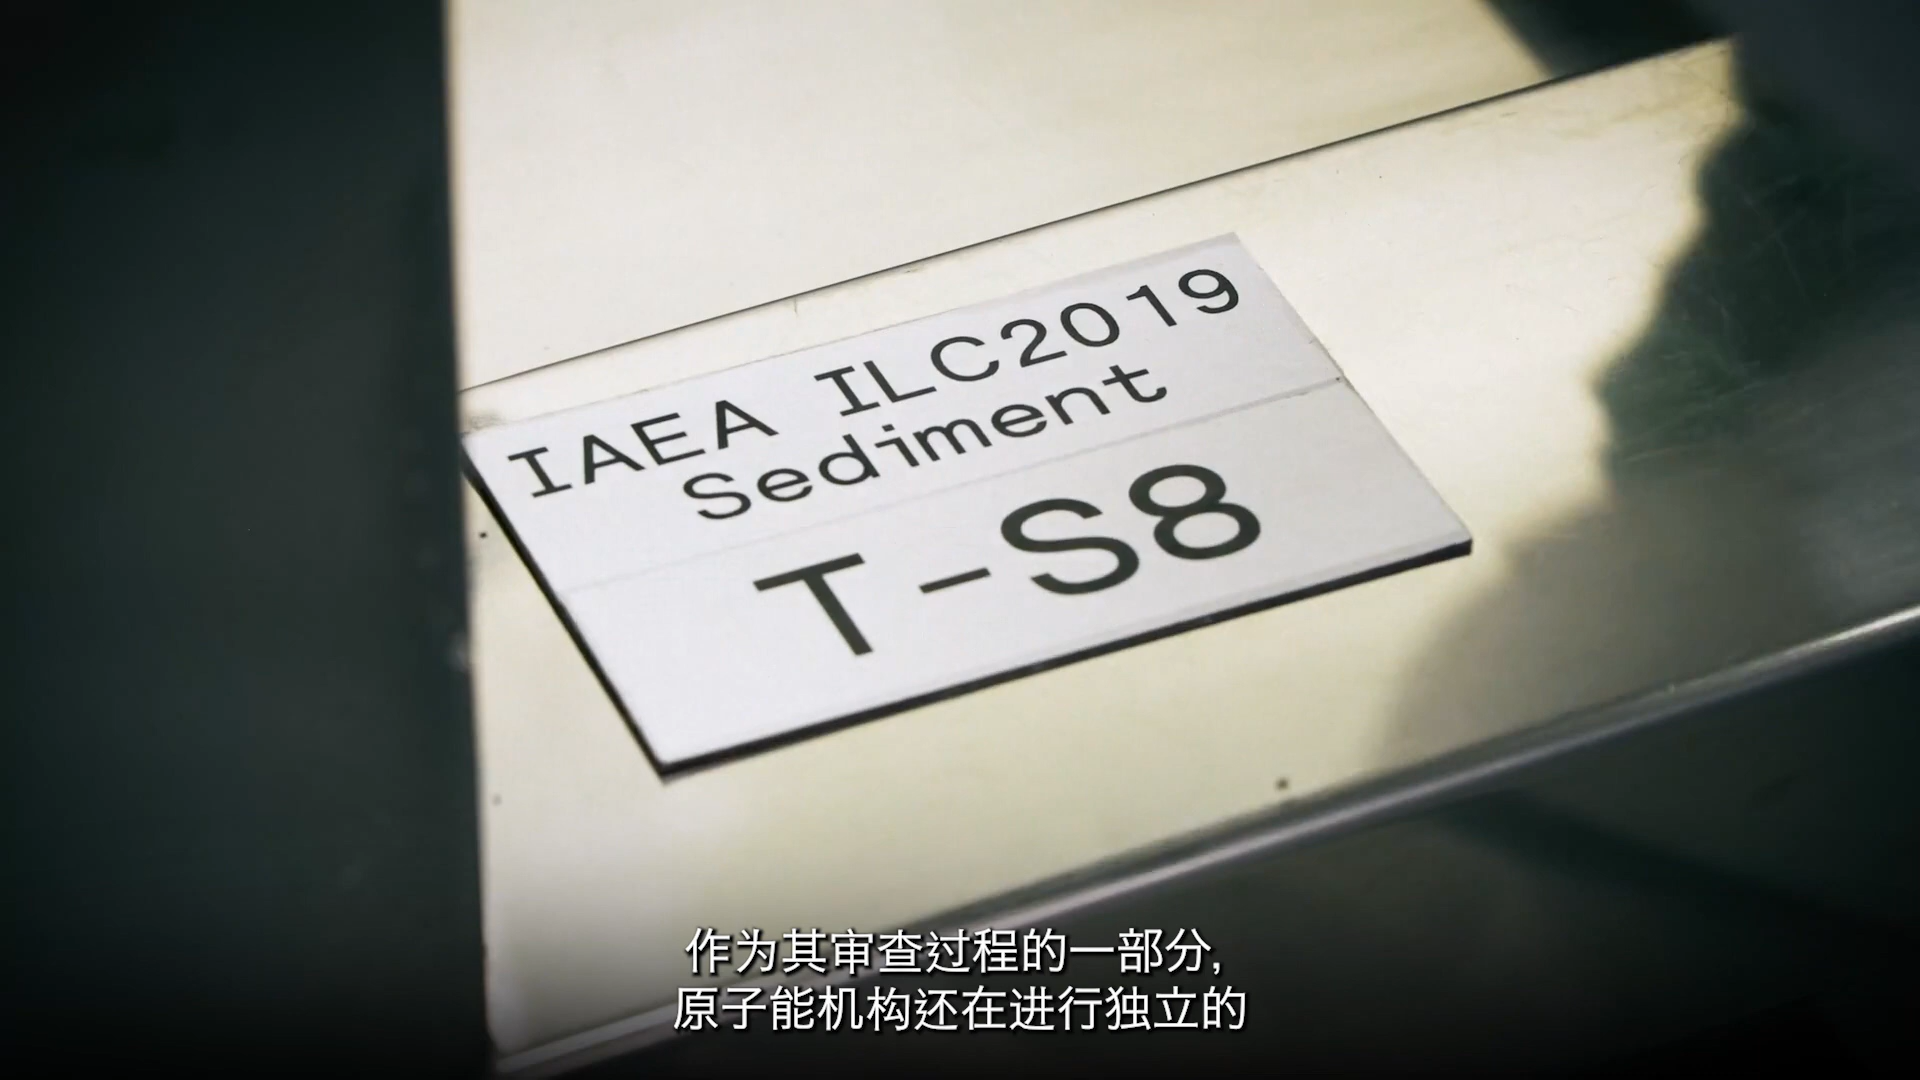 IAEA ILC2019
Sediment
T-S8
作为其审查过程的一部分,
原子能机构还在进行独立的